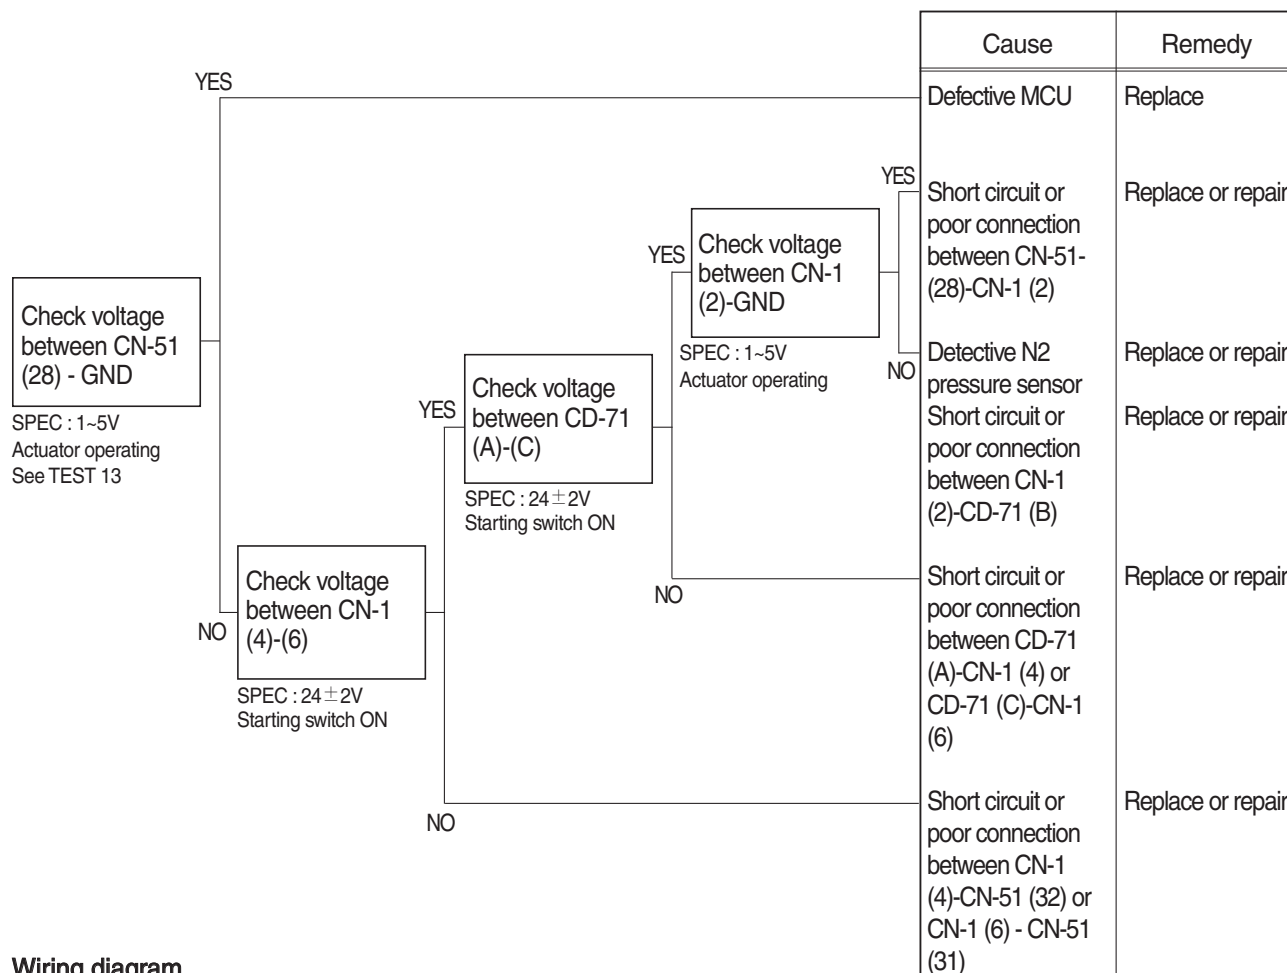 Cause
Remedy
YES
Defective MCU
Replace
YES
Short circuit or
poor connection
between CN-51-
(28)-CN-1 (2)
Replace or repair
YES
Check voltage
between CN-1
(2)-GND
SPEC : 1~5V
Actuator operating
NO
Detective N2
pressure sensor
Replace or repair
Short circuit or
poor connection
between CN-1
(2)-CD-71 (B)
Replace or repair
Check voltage
between CN-51
(28) - GND
SPEC : 1~5V
Actuator operating
See TEST 13
YES
Check voltage
between CD-71
(A)-(C)
SPEC : 24±2V
Starting switch ON
NO
Short circuit or
poor connection
between CD-71
(A)-CN-1 (4) or
CD-71 (C)-CN-1
(6)
Replace or repair
NO
Check voltage
between CN-1
(4)-(6)
SPEC : 24±2V
Starting switch ON
NO
Short circuit or
poor connection
between CN-1
(4)-CN-51 (32) or
CN-1 (6) - CN-51
(31)
Replace or repair
Wiring diagram